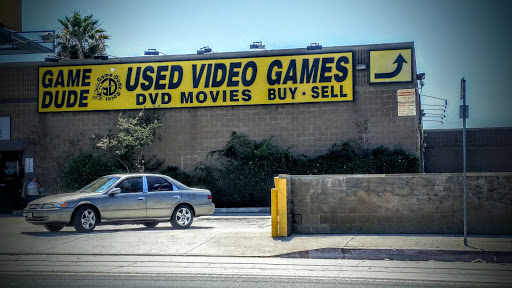 GAME
DUDE
USED VIDEO GAMES
DVD MOVIES BUY - SELL